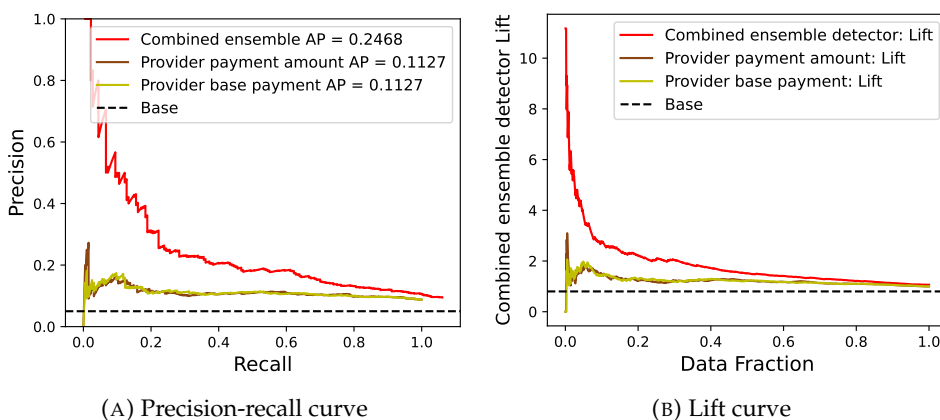 Combined ensemble AP = 0.2468
Provider payment amount AP = 0.1127
Provider base payment AP = 0.1127
Base
1.0
0.8
0.6
0.4
0.2
0.0
Precision
0.0 0.2 0.4 0.6 0.8 1.0
Recall
(A) Precision-recall curve
Combined ensemble detector: Lift
Provider payment amount: Lift
Provider base payment: Lift
Base
10
8
6
4
2
0
Combined ensemble detector Lift
0.0 0.2 0.4 0.6 0.8 1.0
Data Fraction
(B) Lift curve